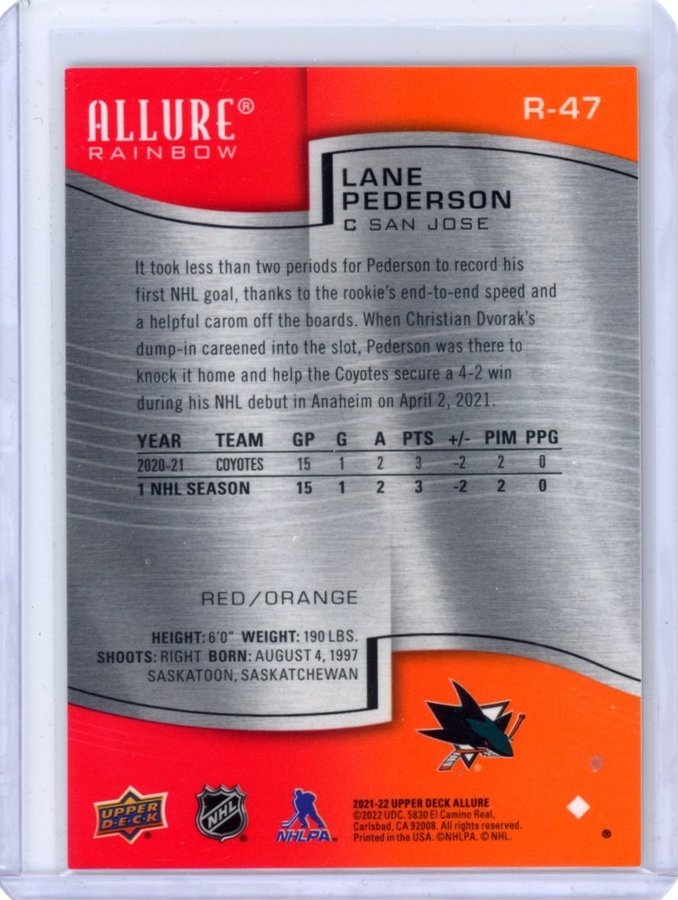 ALLURE®
RAINBOW
R-47
LANE
PEDERSON
C SAN JOSE
It took less than two periods for Pederson to record his
first NHL goal, thanks to the rookie's end-to-end speed and
a helpful carom off the boards. When Christian Dvorak's
dump-in careened into the slot, Pederson was there to
knock it home and help the Coyotes secure a 4-2 win
during his NHL debut in Anaheim on April 2, 2021.
YEAR TEAM GP G A PTS +/- PIM PPG
2020-21 COYOTES 15 1 2 3 -2 2 0
1 NHL SEASON 15 1 2 3 -2 2 0
RED/ORANGE
HEIGHT: 6'0" WEIGHT: 190 LBS.
SHOOTS: RIGHT BORN: AUGUST 4, 1997
SASKATOON, SASKATCHEWAN
UPPER
D·E·C·K
®
NHL
®
NHLPA™
2021-22 UPPER DECK ALLURE
©2022 UDC. 5830 El Camino Real,
Carlsbad, CA 92008. All rights reserved.
Printed in the USA. ©NHLPA. © NHL.
®